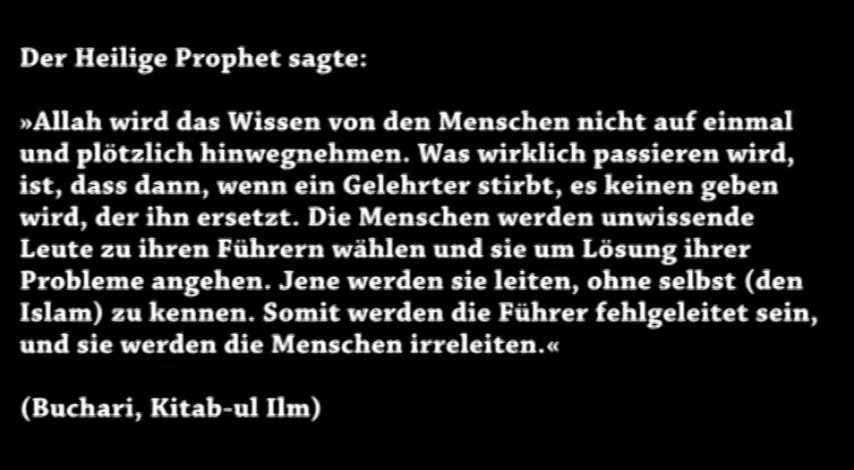 Der Heilige Prophet sagte:
»Allah wird das Wissen von den Menschen nicht auf einmal
und plötzlich hinwegnehmen. Was wirklich passieren wird,
ist, dass dann, wenn ein Gelehrter stirbt, es keinen geben
wird, der ihn ersetzt. Die Menschen werden unwissende
Leute zu ihren Führern wählen und sie um Lösung ihrer
Probleme angehen. Jene werden sie leiten, ohne selbst (den
Islam) zu kennen. Somit werden die Führer fehlgeleitet sein,
und sie werden die Menschen irreleiten.«
(Buchari, Kitab-ul Ilm)